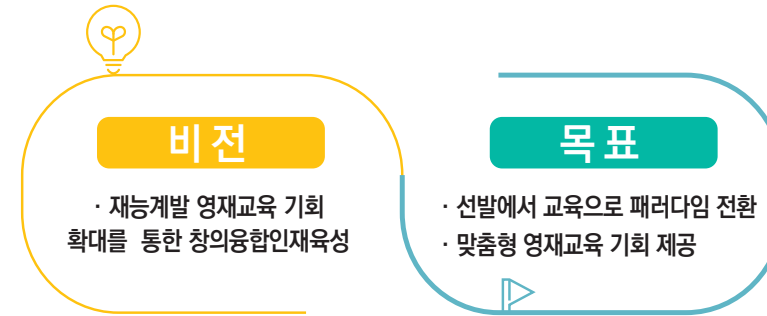 비전
· 재능계발 영재교육 기회
확대를 통한 창의융합인재육성
목표
· 선발에서 교육으로 패러다임 전환
· 맞춤형 영재교육 기회 제공